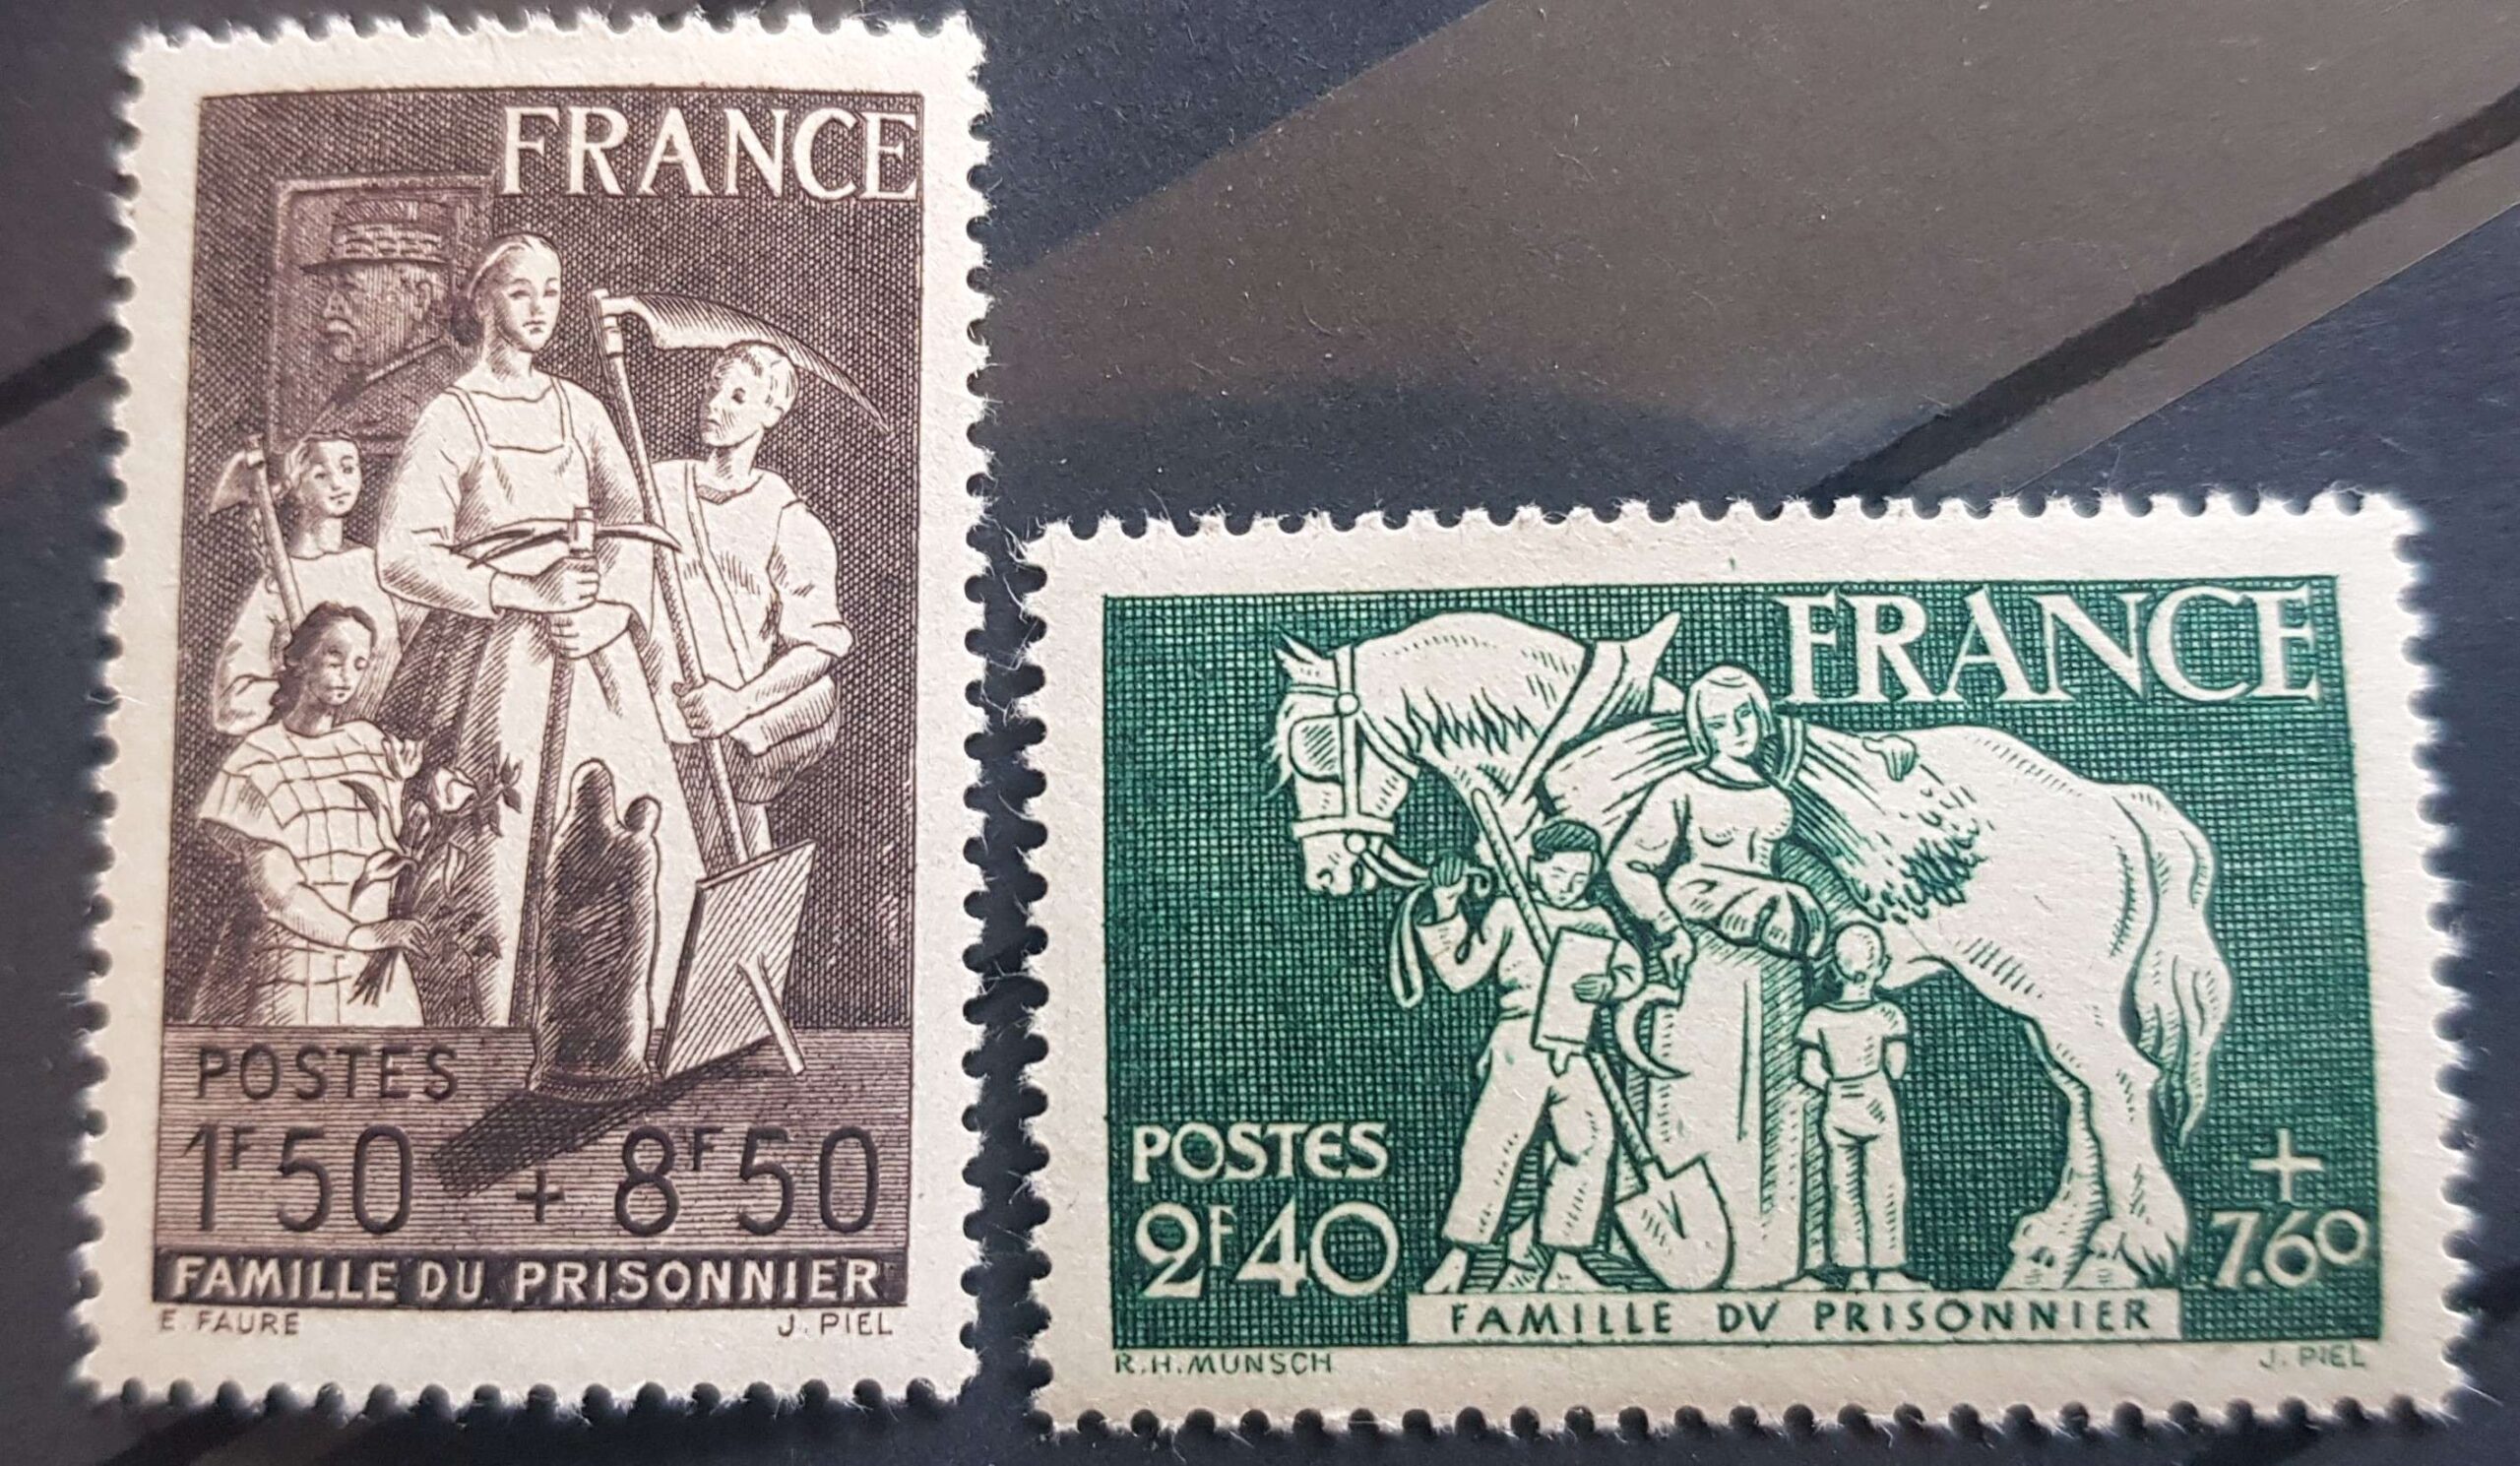 FRANCE
POSTES
1F50 + 8F50
FAMILLE DU PRISONNIER
E. FAURE
J. PIEL
FRANCE
POSTES
2F40
+
7.60
FAMILLE DV PRISONNIER
R.H.MUNSCH
J. PIEL